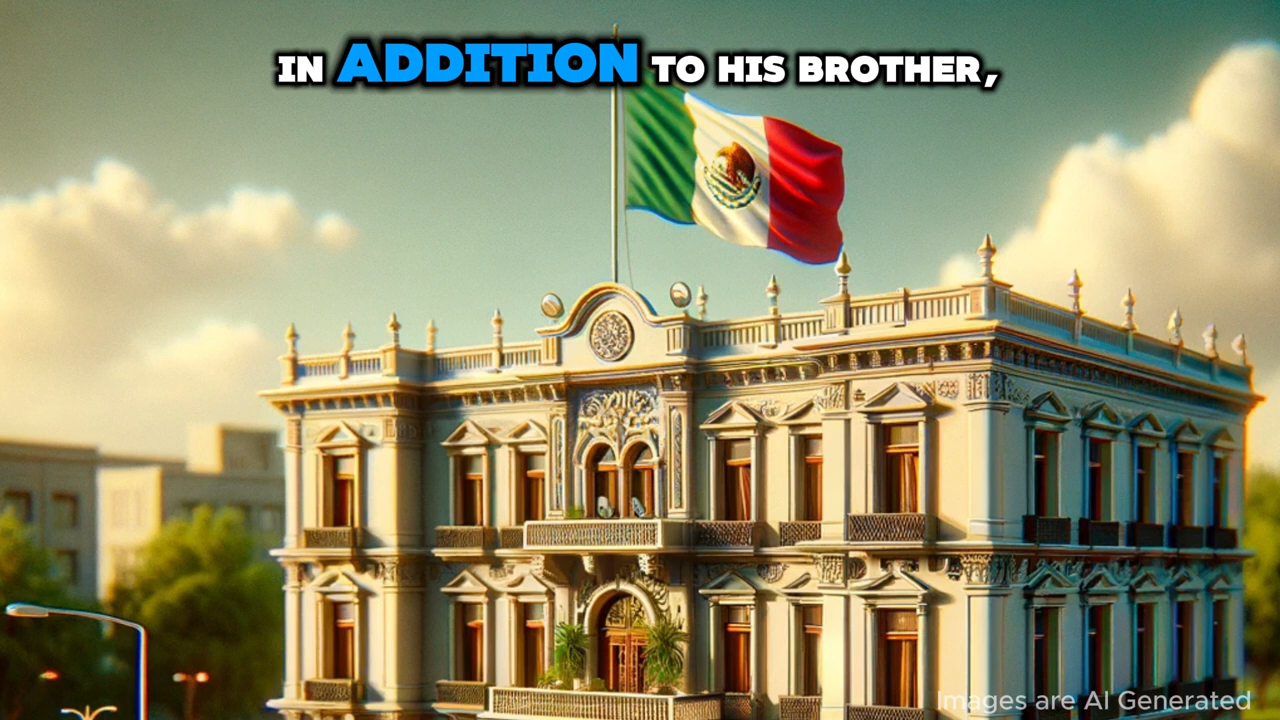 IN ADDITION TO HIS BROTHER,
Images are AI Generated